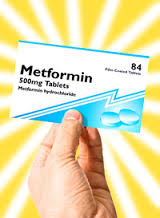 84
Film-Coated Tablets
Metformin
500mg Tablets
Metformin hydrochloride